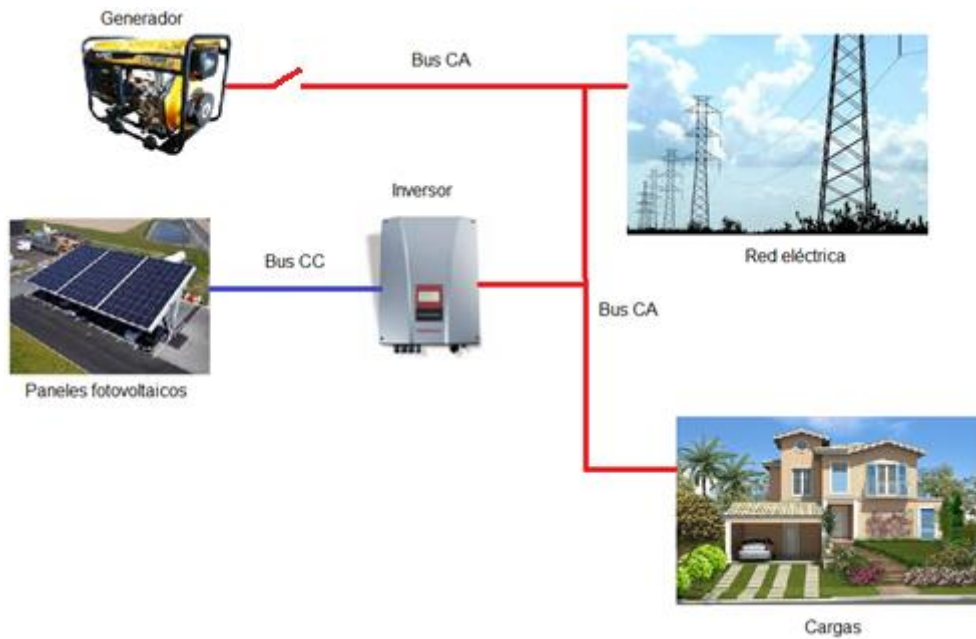 Generador
Bus CA
Inversor
Red eléctrica
Bus CC
Bus CA
Paneles fotovoltaicos
Cargas